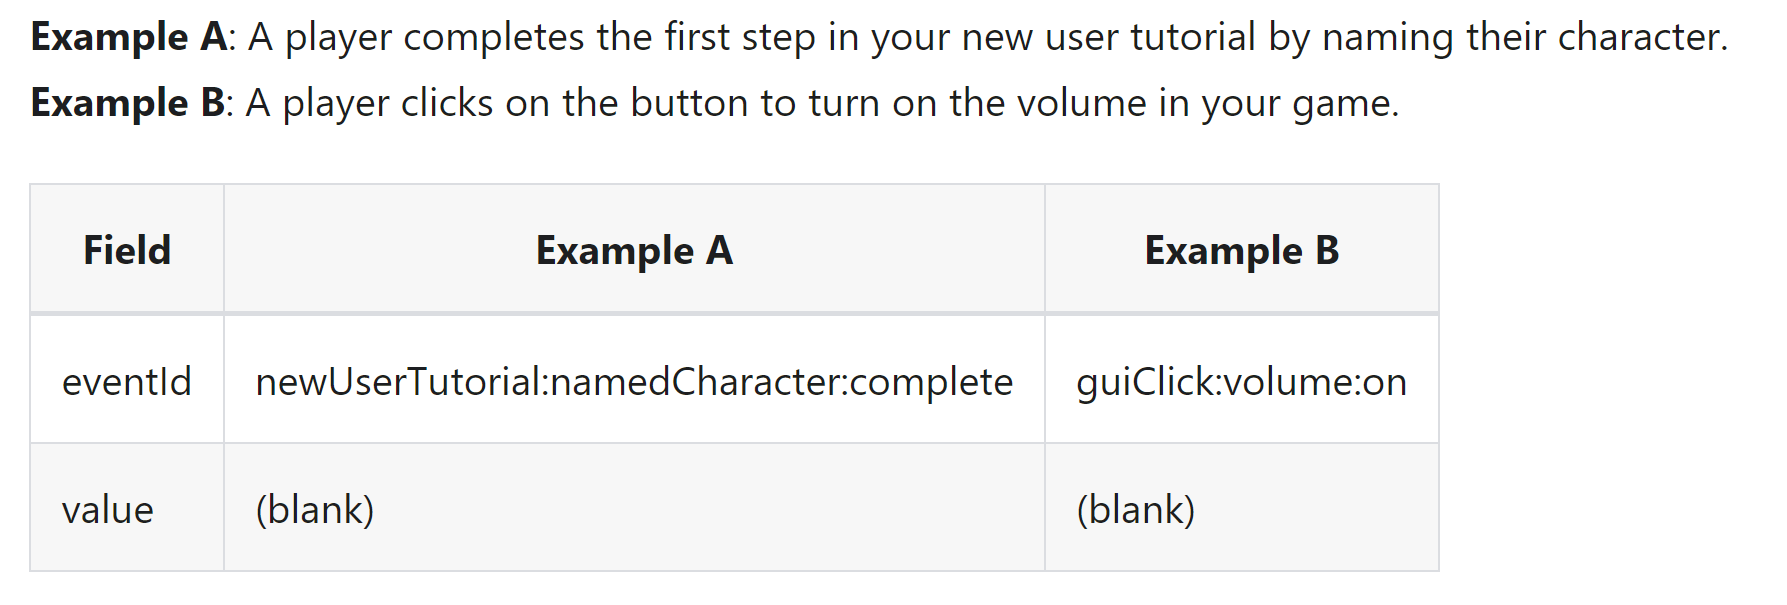 Example A: A player completes the first step in your new user tutorial by naming their character.
Example B: A player clicks on the button to turn on the volume in your game.
Field Example A Example B
eventId newUserTutorial:namedCharacter:complete guiClick:volume:on
value (blank) (blank)